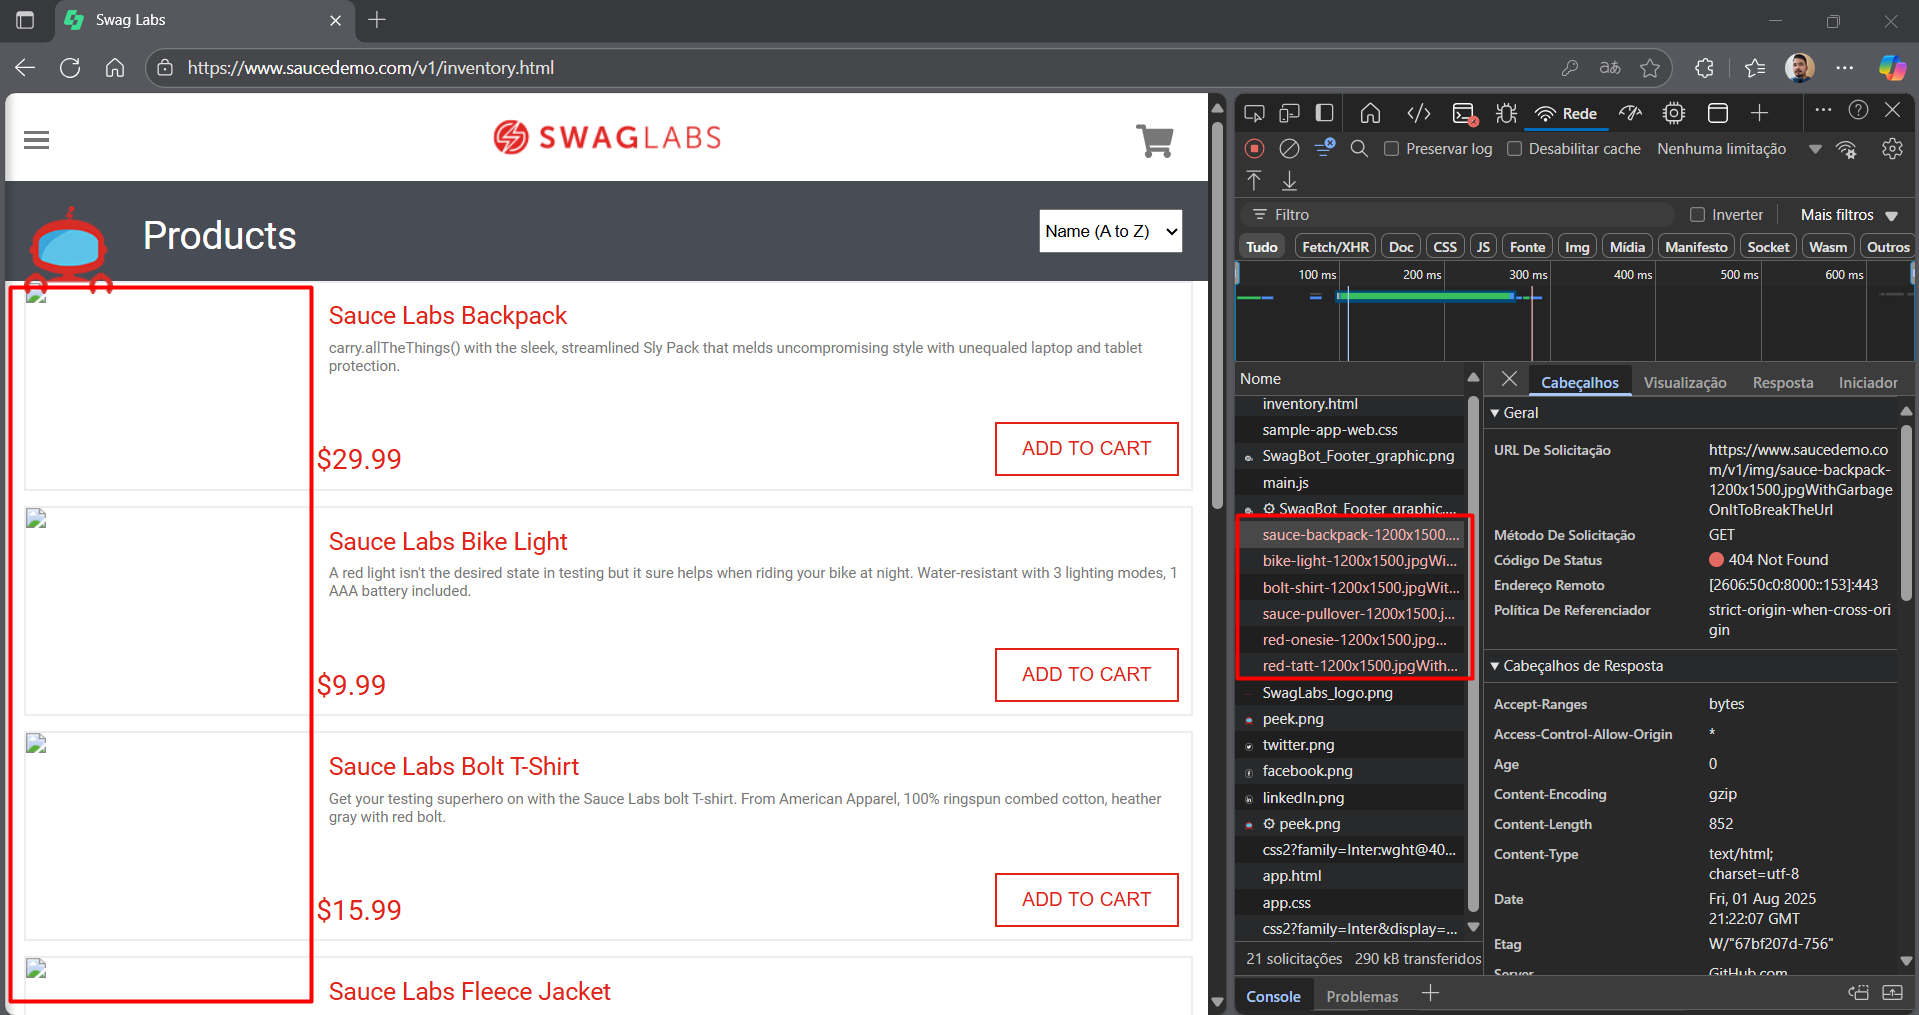 Swag Labs
https://www.saucedemo.com/v1/inventory.html
SWAGLABS
Products
Name (A to Z)
Sauce Labs Backpack
carry.allTheThings() with the sleek, streamlined Sly Pack that melds uncompromising style with unequaled laptop and tablet
protection.
$29.99
ADD TO CART
Sauce Labs Bike Light
A red light isn't the desired state in testing but it sure helps when riding your bike at night. Water-resistant with 3 lighting modes, 1
AAA battery included.
$9.99
ADD TO CART
Sauce Labs Bolt T-Shirt
Get your testing superhero on with the Sauce Labs bolt T-shirt. From American Apparel, 100% ringspun combed cotton, heather
gray with red bolt.
$15.99
ADD TO CART
Sauce Labs Fleece Jacket
Rede
Preservar log Desabilitar cache Nenhuma limitação
Filtro Inverter Mais filtros
Tudo Fetch/XHR Doc CSS JS Fonte Img Mídia Manifesto Socket Wasm Outros
100 ms 200 ms 300 ms 400 ms 500 ms 600 ms
Nome
inventory.html
sample-app-web.css
SwagBot_Footer_graphic.png
main.js
SwagBot_Footer_graphic....
sauce-backpack-1200x1500....
bike-light-1200x1500.jpgWi...
bolt-shirt-1200x1500.jpgWit...
sauce-pullover-1200x1500.j...
red-onesie-1200x1500.jpg...
red-tatt-1200x1500.jpgWith...
SwagLabs_logo.png
peek.png
twitter.png
facebook.png
linkedIn.png
peek.png
css2?family=Inter:wght@40...
app.html
app.css
css2?family=Inter&display=...
21 solicitações 290 kB transferidos
Cabeçalhos Visualização Resposta Iniciador
Geral
URL De Solicitação https://www.saucedemo.co
m/v1/img/sauce-backpack-
1200x1500.jpgWithGarbage
OnItToBreakTheUrl
Método De Solicitação GET
Código De Status 404 Not Found
Endereço Remoto [2606:50c0:8000::153]:443
Política De Referenciador strict-origin-when-cross-ori
gin
Cabeçalhos de Resposta
Accept-Ranges bytes
Access-Control-Allow-Origin *
Age 0
Content-Encoding gzip
Content-Length 852
Content-Type text/html;
charset=utf-8
Date Fri, 01 Aug 2025
21:22:07 GMT
Etag W/"67bf207d-756"
Server GitHub.com
Console Problemas